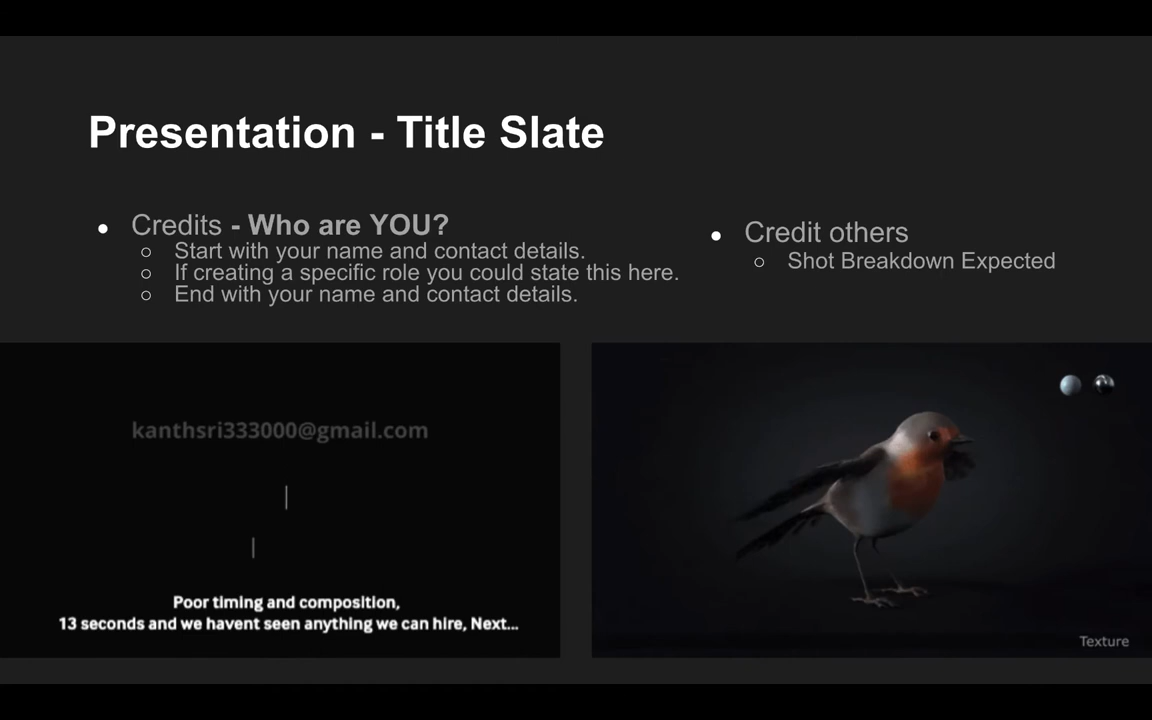 Presentation - Title Slate
Credits - Who are YOU?
Start with your name and contact details.
If creating a specific role you could state this here.
End with your name and contact details.
Credit others
Shot Breakdown Expected
kanthsri333000@gmail.com
Poor timing and composition,
13 seconds and we havent seen anything we can hire, Next...
Texture